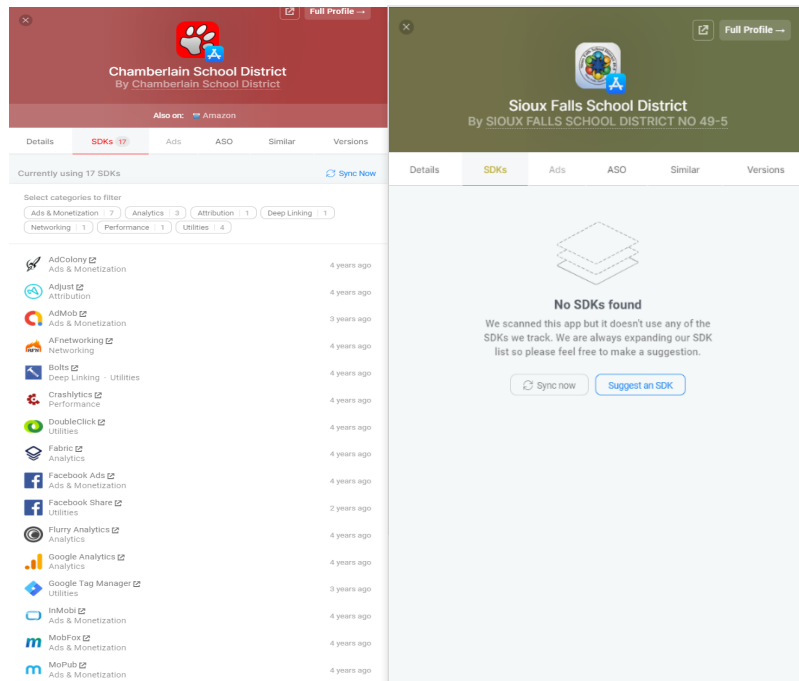 Full Profile →
Chamberlain School District
By Chamberlain School District
Also on: Amazon
Details SDKs 17 Ads ASO Similar Versions
Currently using 17 SDKs Sync Now
Select categories to filter
Ads & Monetization 7 Analytics 3 Attribution 1 Deep Linking 1
Networking 1 Performance 1 Utilities 4
AdColony
Ads & Monetization
4 years ago
Adjust
Attribution
4 years ago
AdMob
Ads & Monetization
3 years ago
AFnetworking
Networking
4 years ago
Bolts
Deep Linking · Utilities
4 years ago
Crashlytics
Performance
4 years ago
DoubleClick
Utilities
4 years ago
Fabric
Analytics
4 years ago
Facebook Ads
Ads & Monetization
4 years ago
Facebook Share
Utilities
2 years ago
Flurry Analytics
Analytics
4 years ago
Google Analytics
Analytics
4 years ago
Google Tag Manager
Utilities
3 years ago
InMobi
Ads & Monetization
4 years ago
MobFox
Ads & Monetization
4 years ago
MoPub
Ads & Monetization
4 years ago
Full Profile →
Sioux Falls School District
By SIOUX FALLS SCHOOL DISTRICT NO 49-5
Details SDKs Ads ASO Similar Versions
No SDKs found
We scanned this app but it doesn't use any of the
SDKs we track. We are always expanding our SDK
list so please feel free to make a suggestion.
Sync now Suggest an SDK